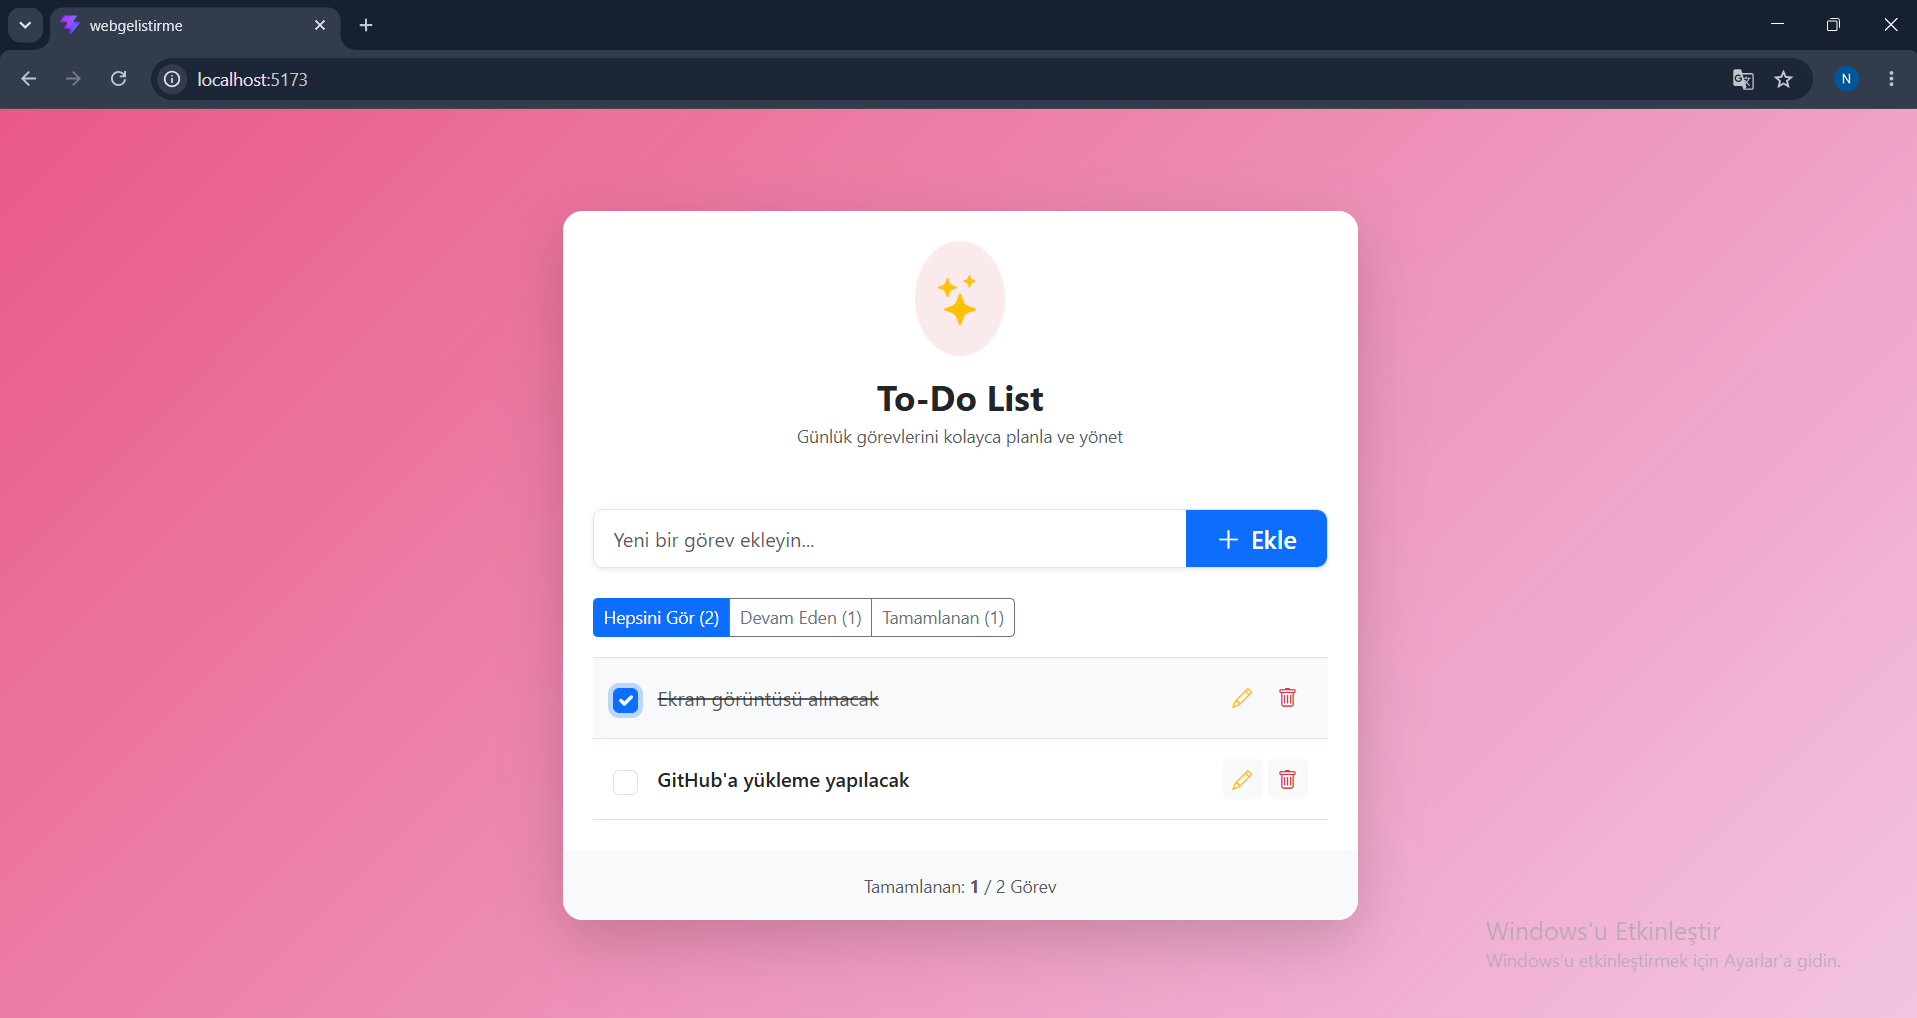 webgelistirme
localhost:5173
N
To-Do List
Günlük görevlerini kolayca planla ve yönet
Yeni bir görev ekleyin...
+ Ekle
Hepsini Gör (2) Devam Eden (1) Tamamlanan (1)
Ekran görüntüsü alınacak
GitHub'a yükleme yapılacak
Tamamlanan: 1 / 2 Görev
Windows'u Etkinleştir
Windows'u etkinleştirmek için Ayarlar'a gidin.